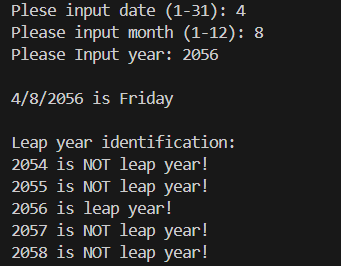 Plese input date (1-31): 4
Please input month (1-12): 8
Please Input year: 2056
4/8/2056 is Friday
Leap year identification:
2054 is NOT leap year!
2055 is NOT leap year!
2056 is leap year!
2057 is NOT leap year!
2058 is NOT leap year!